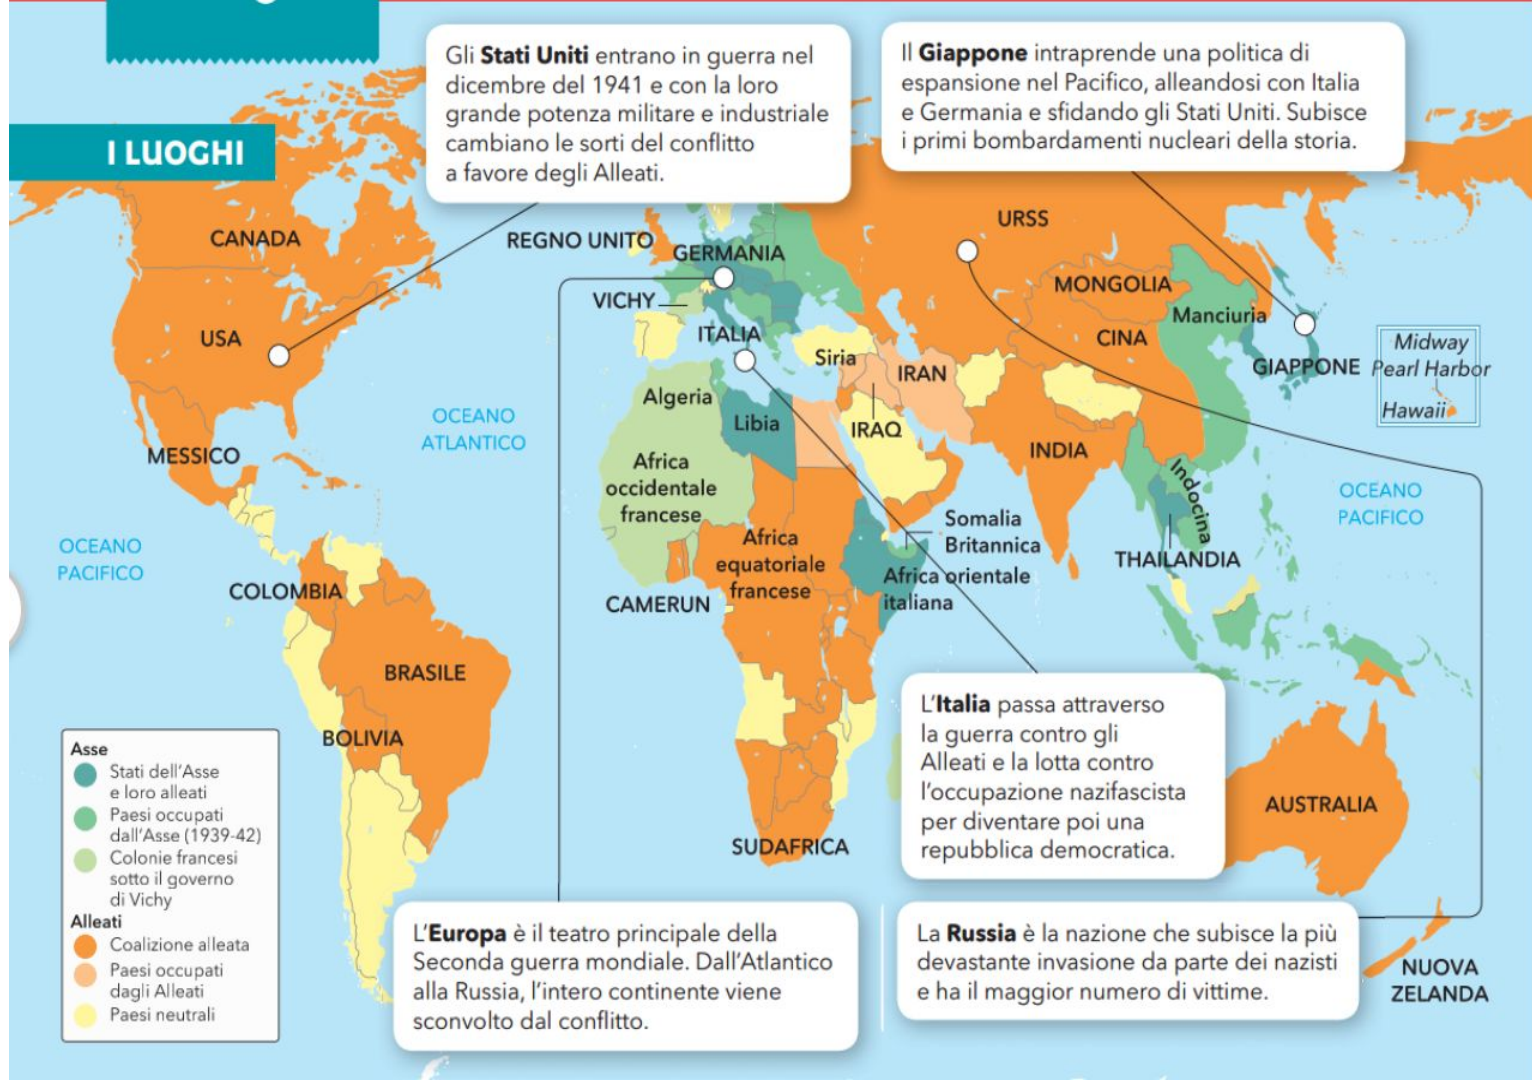 I LUOGHI
Gli Stati Uniti entrano in guerra nel
dicembre del 1941 e con la loro
grande potenza militare e industriale
cambiano le sorti del conflitto
a favore degli Alleati.
Il Giappone intraprende una politica di
espansione nel Pacifico, alleandosi con Italia
e Germania e sfidando gli Stati Uniti. Subisce
i primi bombardamenti nucleari della storia.
CANADA
REGNO UNITO
GERMANIA
URSS
MONGOLIA
VICHY
Manciuria
USA
ITALIA
CINA
Siria
Midway
IRAN
GIAPPONE
Pearl Harbor
Algeria
Hawaii
OCEANO
ATLANTICO
Libia
IRAQ
INDIA
MESSICO
Africa
occidentale
francese
Indocina
OCEANO
PACIFICO
Somalia
Britannica
OCEANO
PACIFICO
Africa
equatoriale
francese
THAILANDIA
COLOMBIA
CAMERUN
Africa orientale
italiana
BRASILE
BOLIVIA
L'Italia passa attraverso
la guerra contro gli
Alleati e la lotta contro
l'occupazione nazifascista
per diventare poi una
repubblica democratica.
AUSTRALIA
SUDAFRICA
Asse
Stati dell'Asse
e loro alleati
Paesi occupati
dall'Asse (1939-42)
Colonie francesi
sotto il governo
di Vichy
Alleati
Coalizione alleata
Paesi occupati
dagli Alleati
Paesi neutrali
L'Europa è il teatro principale della
Seconda guerra mondiale. Dall'Atlantico
alla Russia, l'intero continente viene
sconvolto dal conflitto.
La Russia è la nazione che subisce la più
devastante invasione da parte dei nazisti
e ha il maggior numero di vittime.
NUOVA
ZELANDA